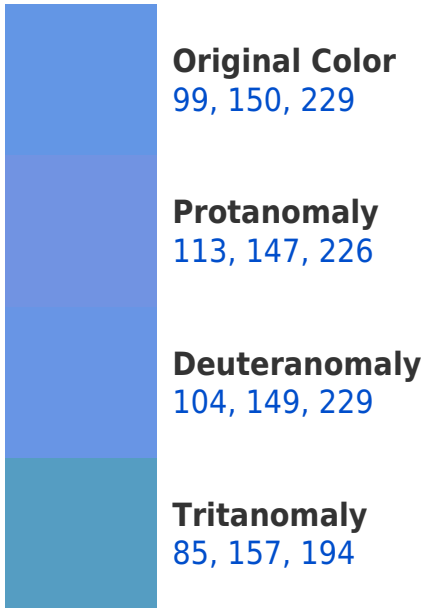 Original Color
99, 150, 229
Protanomaly
113, 147, 226
Deuteranomaly
104, 149, 229
Tritanomaly
85, 157, 194